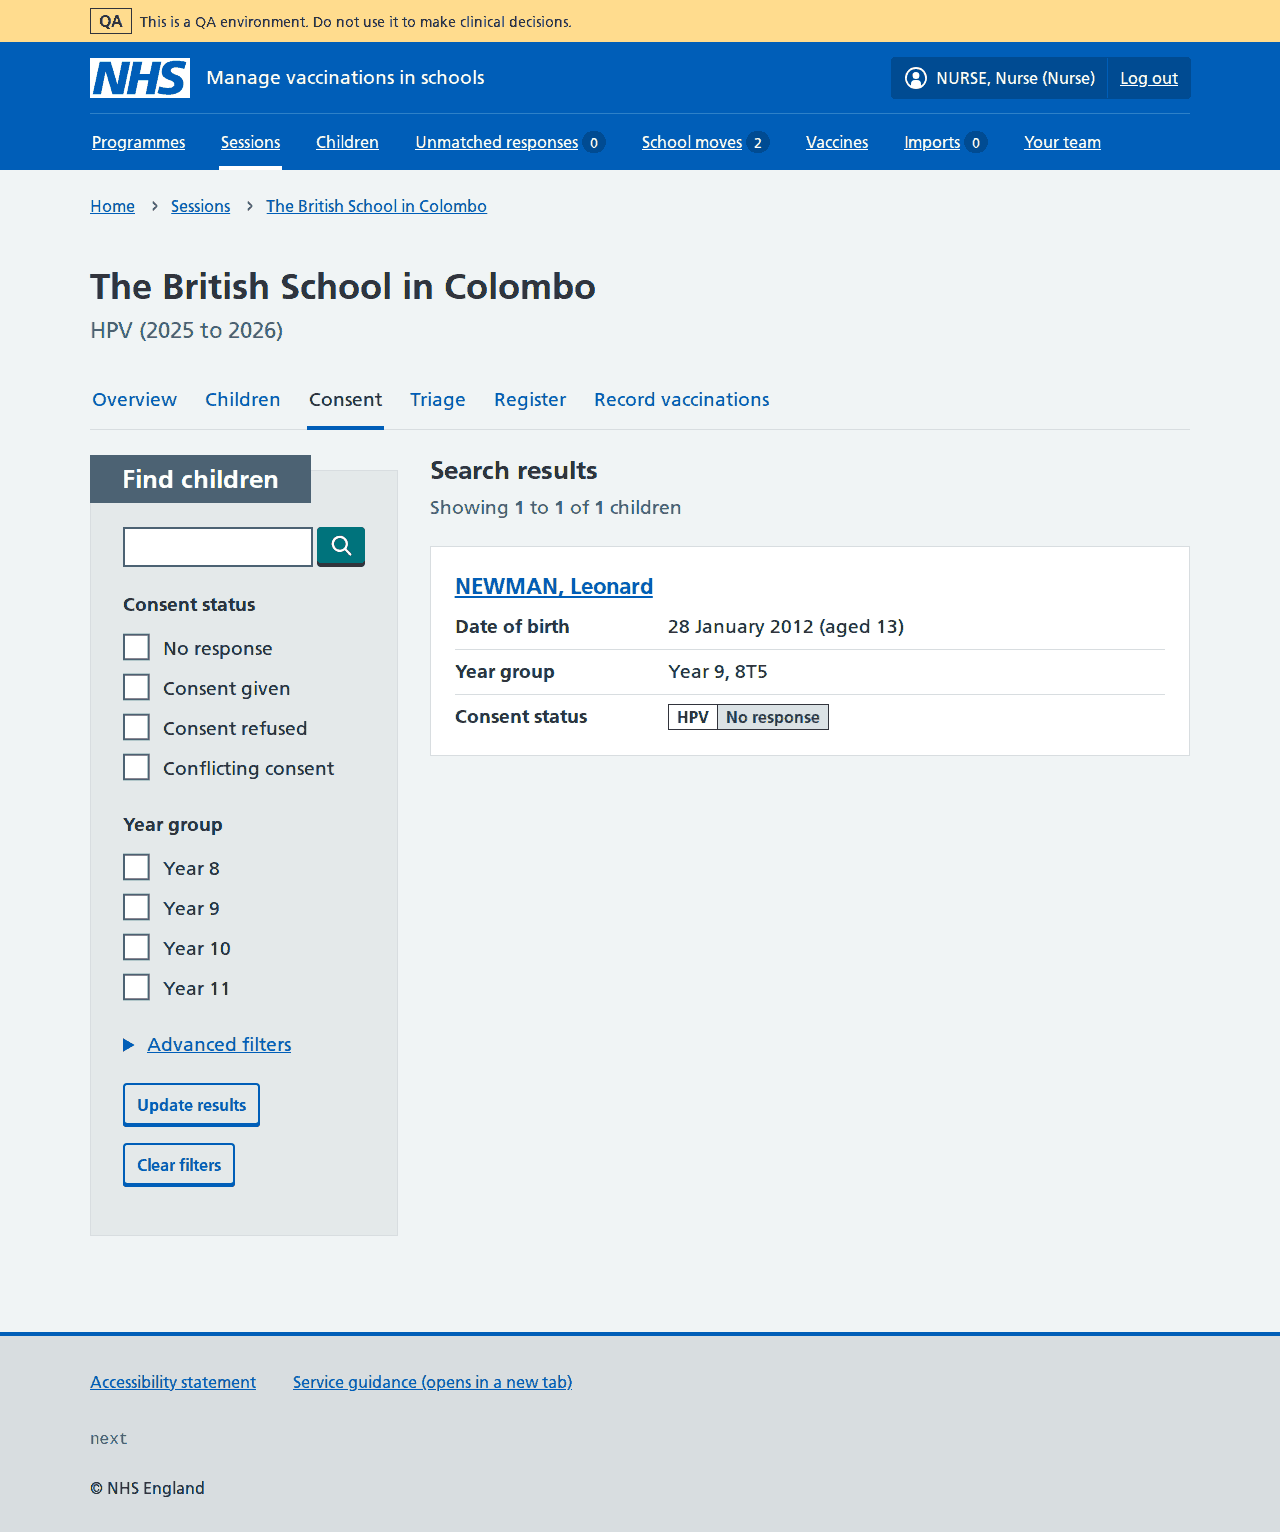 QA This is a QA environment. Do not use it to make clinical decisions.
NHS Manage vaccinations in schools NURSE, Nurse (Nurse) Log out
Programmes Sessions Children Unmatched responses 0 School moves 2 Vaccines Imports 0 Your team
Home › Sessions › The British School in Colombo
The British School in Colombo
HPV (2025 to 2026)
Overview Children Consent Triage Register Record vaccinations
Find children
Consent status
No response
Consent given
Consent refused
Conflicting consent
Year group
Year 8
Year 9
Year 10
Year 11
Advanced filters
Update results
Clear filters
Search results
Showing 1 to 1 of 1 children
NEWMAN, Leonard
Date of birth 28 January 2012 (aged 13)
Year group Year 9, 8T5
Consent status HPV No response
Accessibility statement Service guidance (opens in a new tab)
next
© NHS England